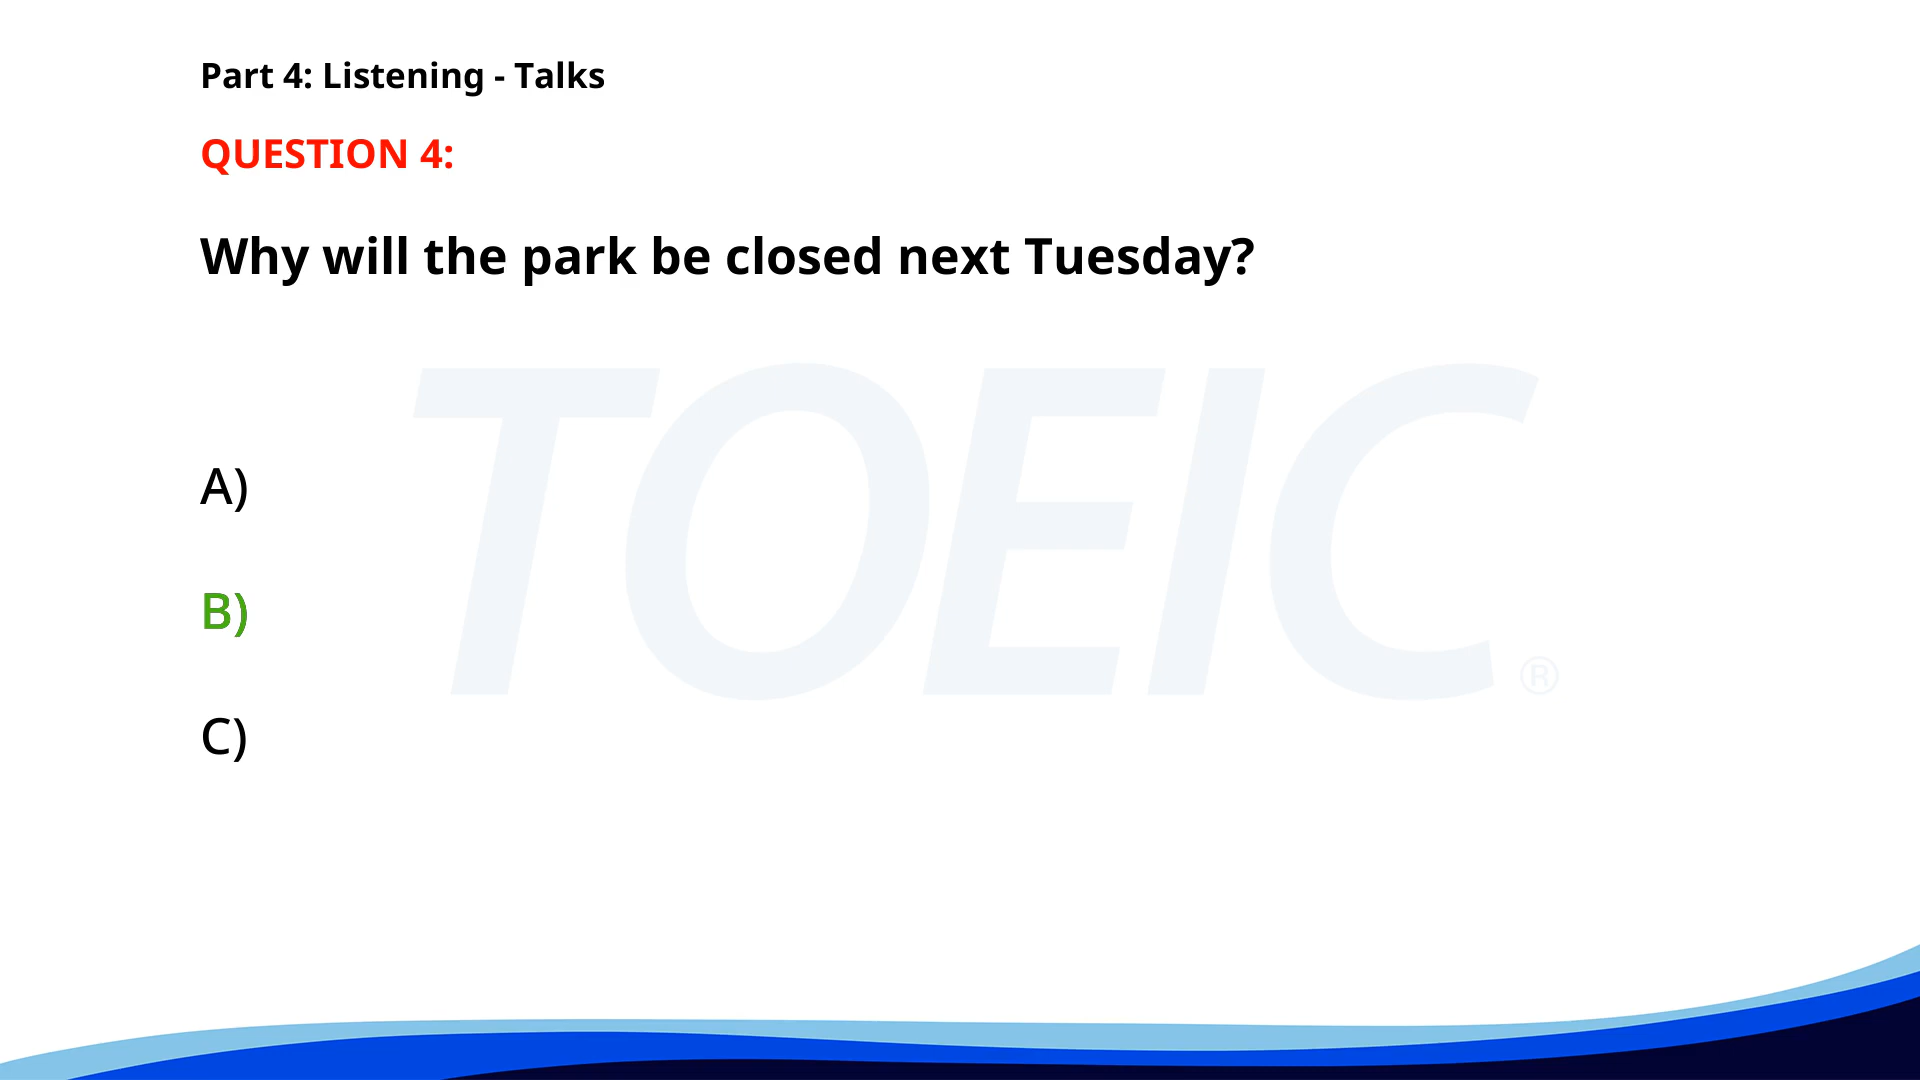 Part 4: Listening - Talks
QUESTION 4:
Why will the park be closed next Tuesday?
TOEIC®
A)
B)
C)